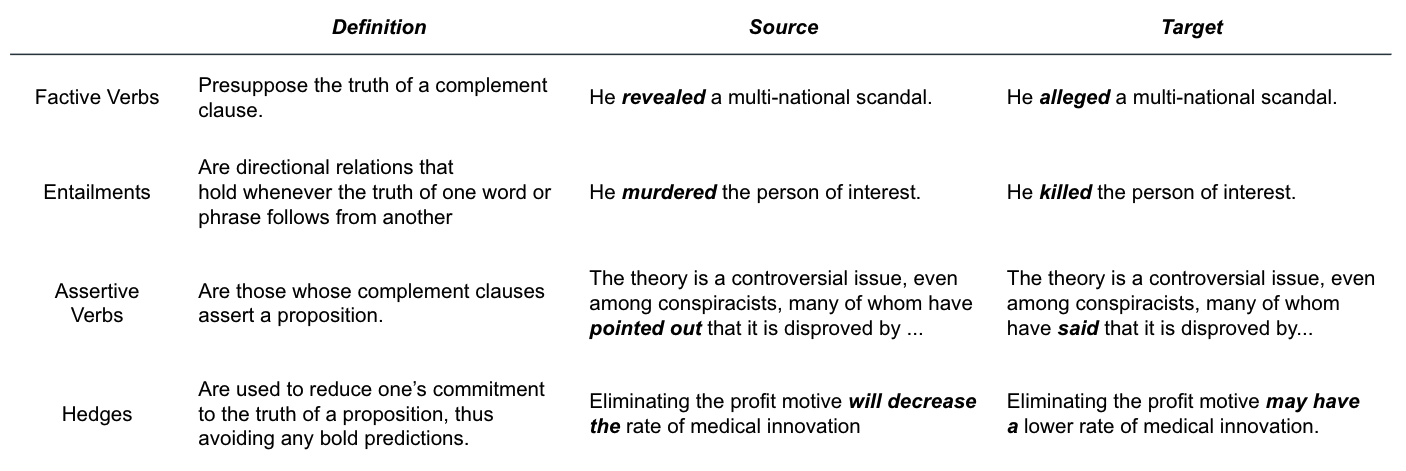 Definition Source Target
Factive Verbs
Presuppose the truth of a complement
clause.
He revealed a multi-national scandal.
He alleged a multi-national scandal.
Entailments
Are directional relations that
hold whenever the truth of one word or
phrase follows from another
He murdered the person of interest.
He killed the person of interest.
Assertive
Verbs
Are those whose complement clauses
assert a proposition.
The theory is a controversial issue, even
among conspiracists, many of whom have
pointed out that it is disproved by ...
The theory is a controversial issue, even
among conspiracists, many of whom
have said that it is disproved by...
Hedges
Are used to reduce one’s commitment
to the truth of a proposition, thus
avoiding any bold predictions.
Eliminating the profit motive will decrease
the rate of medical innovation
Eliminating the profit motive may have
a lower rate of medical innovation.